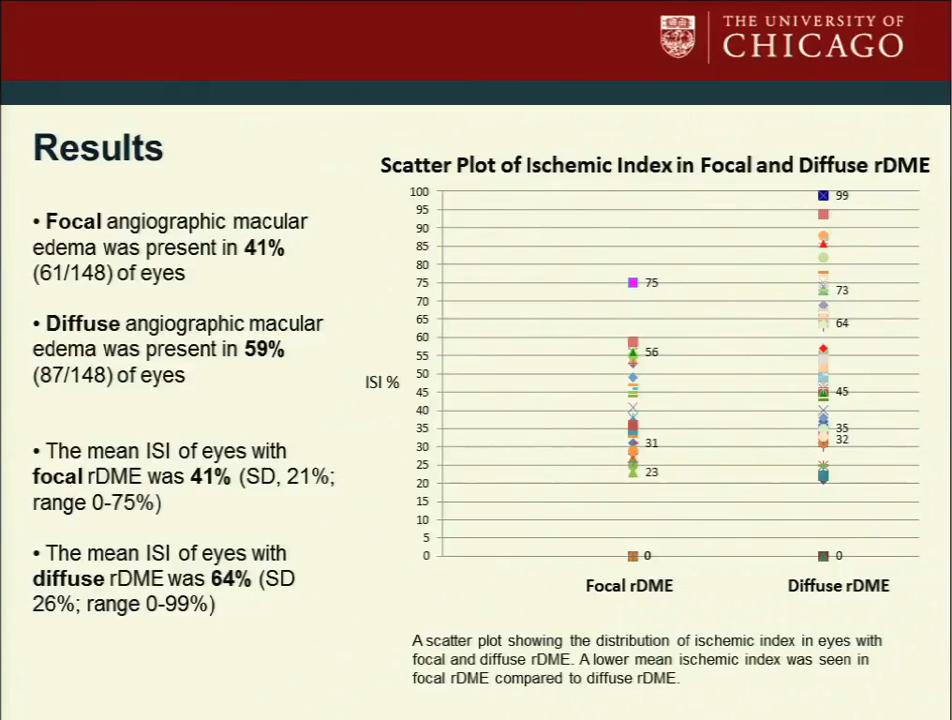 THE UNIVERSITY OF
CHICAGO
Results
• Focal angiographic macular
edema was present in 41%
(61/148) of eyes
• Diffuse angiographic macular
edema was present in 59%
(87/148) of eyes
• The mean ISI of eyes with
focal rDME was 41% (SD, 21%;
range 0-75%)
• The mean ISI of eyes with
diffuse rDME was 64% (SD
26%; range 0-99%)
Scatter Plot of Ischemic Index in Focal and Diffuse rDME
ISI %
100
95
90
85
80
75
70
65
60
55
50
45
40
35
30
25
20
15
10
5
0
75
56
31
23
0
99
73
64
45
35
32
0
Focal rDME
Diffuse rDME
A scatter plot showing the distribution of ischemic index in eyes with
focal and diffuse rDME. A lower mean ischemic index was seen in
focal rDME compared to diffuse rDME.